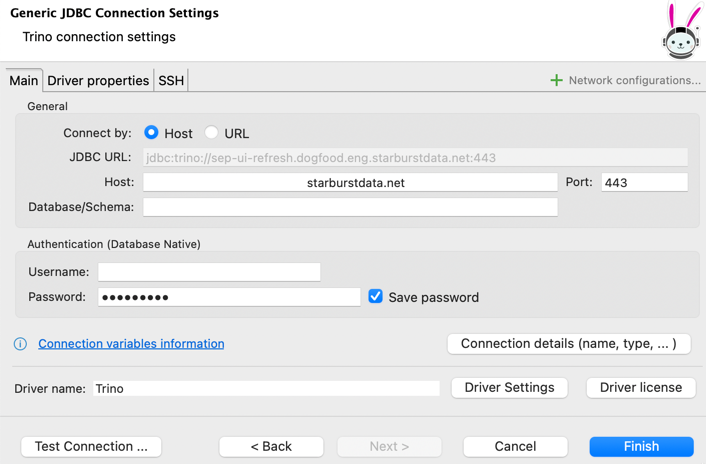 Generic JDBC Connection Settings
Trino connection settings
Main Driver properties SSH Network configurations...
General
Connect by: Host URL
JDBC URL: jdbc:trino://sep-ui-refresh.dogfood.eng.starburstdata.net:443
Host: starburstdata.net Port: 443
Database/Schema:
Authentication (Database Native)
Username:
Password: ••••••••• Save password
Connection variables information Connection details (name, type, ... )
Driver name: Trino Driver Settings Driver license
Test Connection ... < Back Next > Cancel Finish